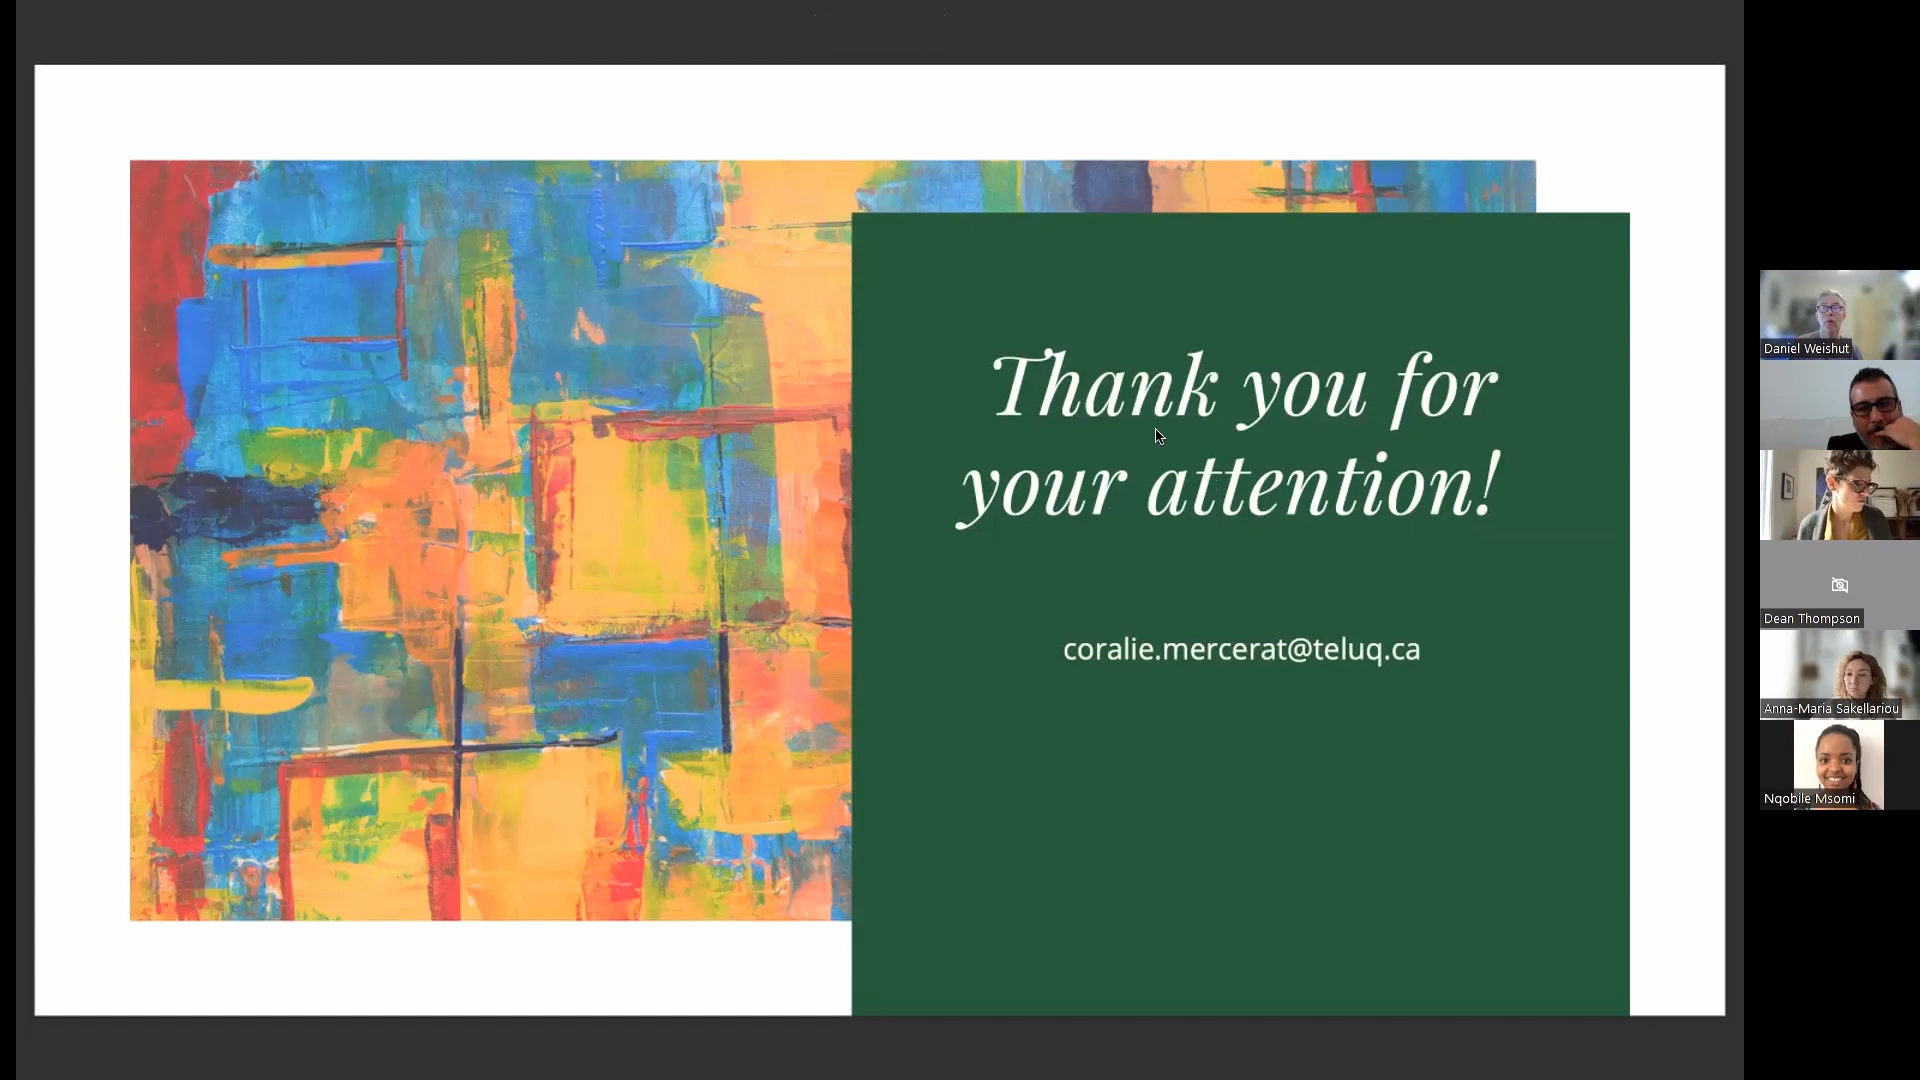 Thank you for
your attention!
coralie.mercerat@teluq.ca
Daniel Weishut
Dean Thompson
Anna-Maria Sakellariou
Nqobile Msomi